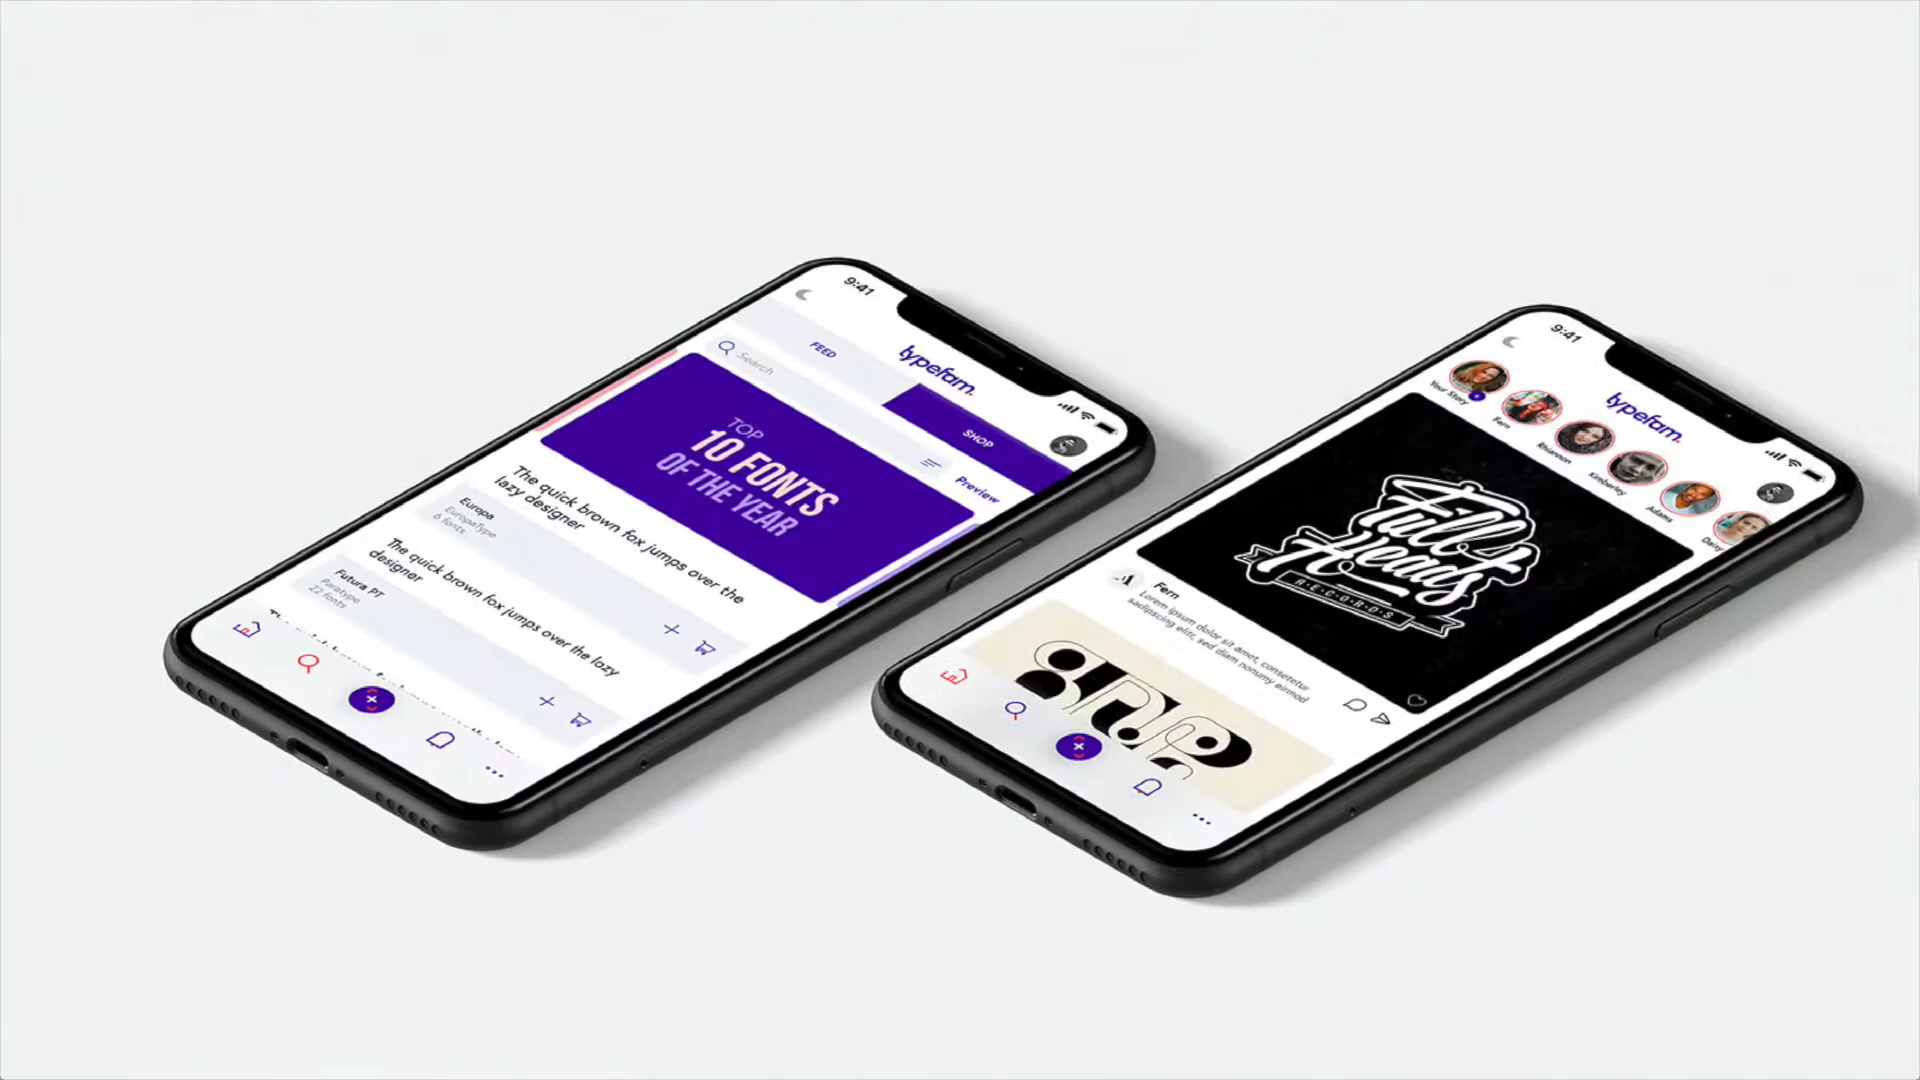 9:41
typefam.
FEED
SHOP
Search
Preview
TOP
10 FONTS
OF THE YEAR
The quick brown fox jumps over the
lazy designer
Europa
EuropaType
6 fonts
The quick brown fox jumps over the lazy
designer
Futura PT
Paratype
22 fonts
9:41
typefam.
Your Story
Fern
Rhiannon
Kimberley
Adams
Daisy
Full
Heads
RECORDS
A
Fern
Lorem ipsum dolor sit amet, consetetur
sadipscing elitr, sed diam nonumy eirmod